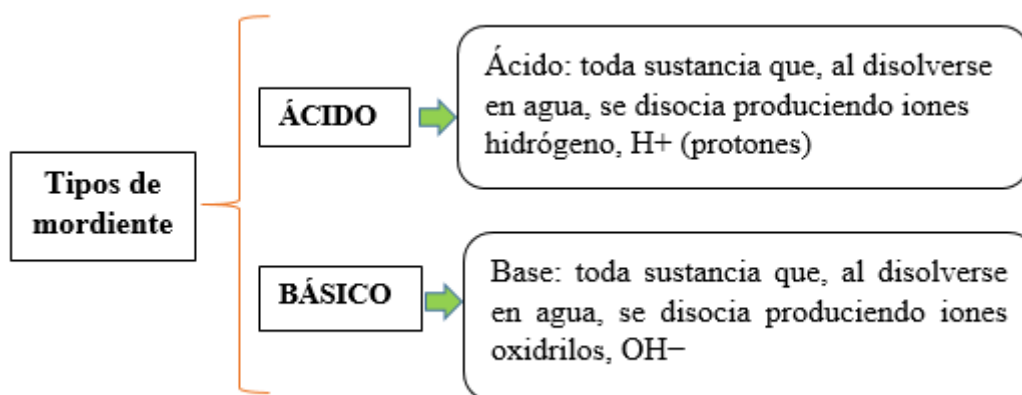 Tipos de
mordiente
ÁCIDO
Ácido: toda sustancia que, al disolverse
en agua, se disocia produciendo iones
hidrógeno, H+ (protones)
BÁSICO
Base: toda sustancia que, al disolverse
en agua, se disocia produciendo iones
oxidrilos, OH−